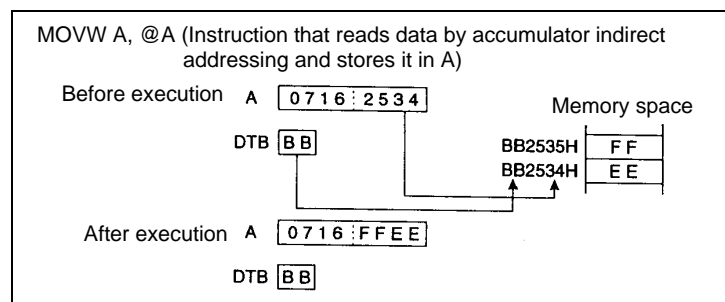 MOVW A, @A (Instruction that reads data by accumulator indirect
addressing and stores it in A)
Before execution A 0716 2534
Memory space
DTB BB
BB2535H FF
BB2534H EE
After execution A 0716 FFEE
DTB BB